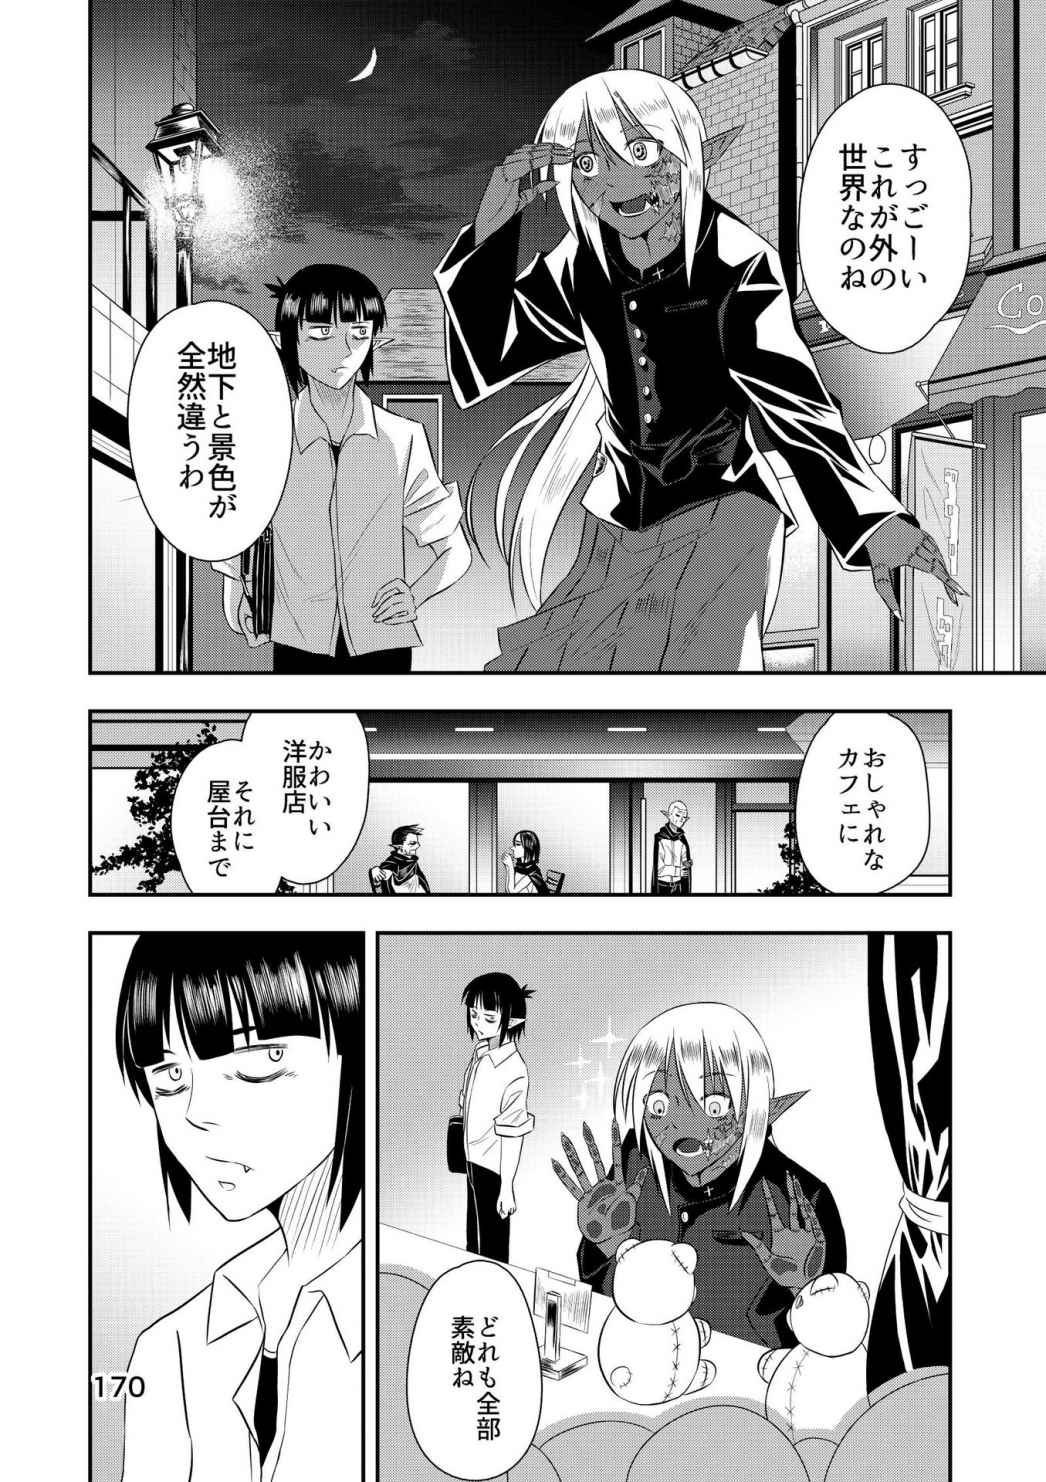 すっごーい
これが外の
世界なのね
地下と景色が
全然違うわ
Co
おしゃれな
カフェに
かわいい
洋服店
それに
屋台まで
どれも全部
素敵ね
170